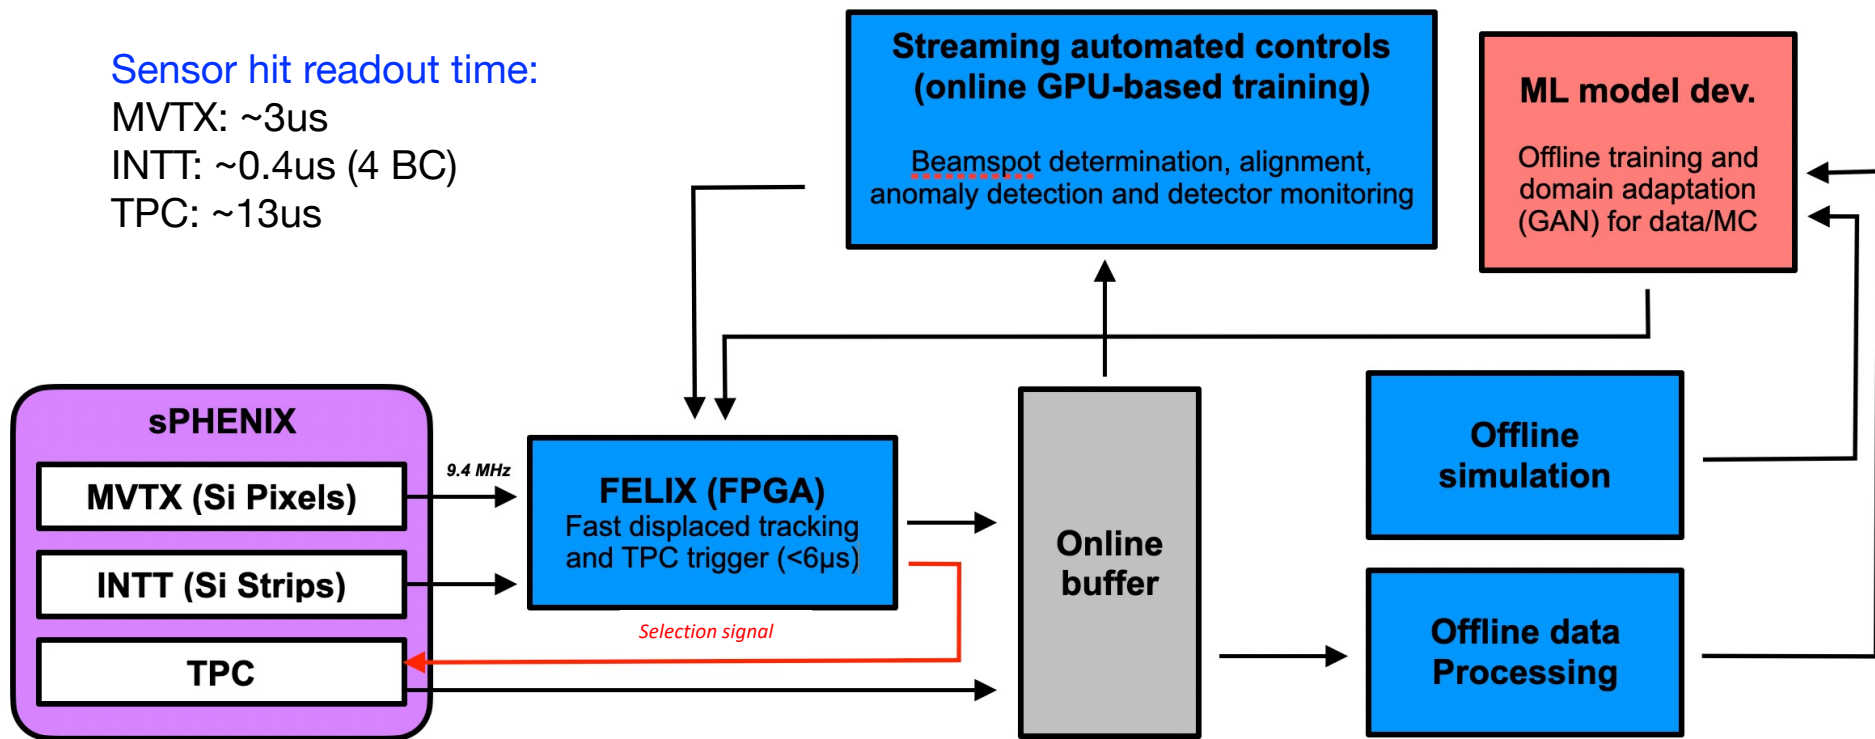 Sensor hit readout time:
MVTX: ~3us
INTT: ~0.4us (4 BC)
TPC: ~13us
Streaming automated controls
(online GPU-based training)
Beamspot determination, alignment,
anomaly detection and detector monitoring
ML model dev.
Offline training and
domain adaptation
(GAN) for data/MC
sPHENIX
MVTX (Si Pixels)
INTT (Si Strips)
TPC
9.4 MHz
FELIX (FPGA)
Fast displaced tracking
and TPC trigger (<6μs)
Selection signal
Online
buffer
Offline
simulation
Offline data
Processing